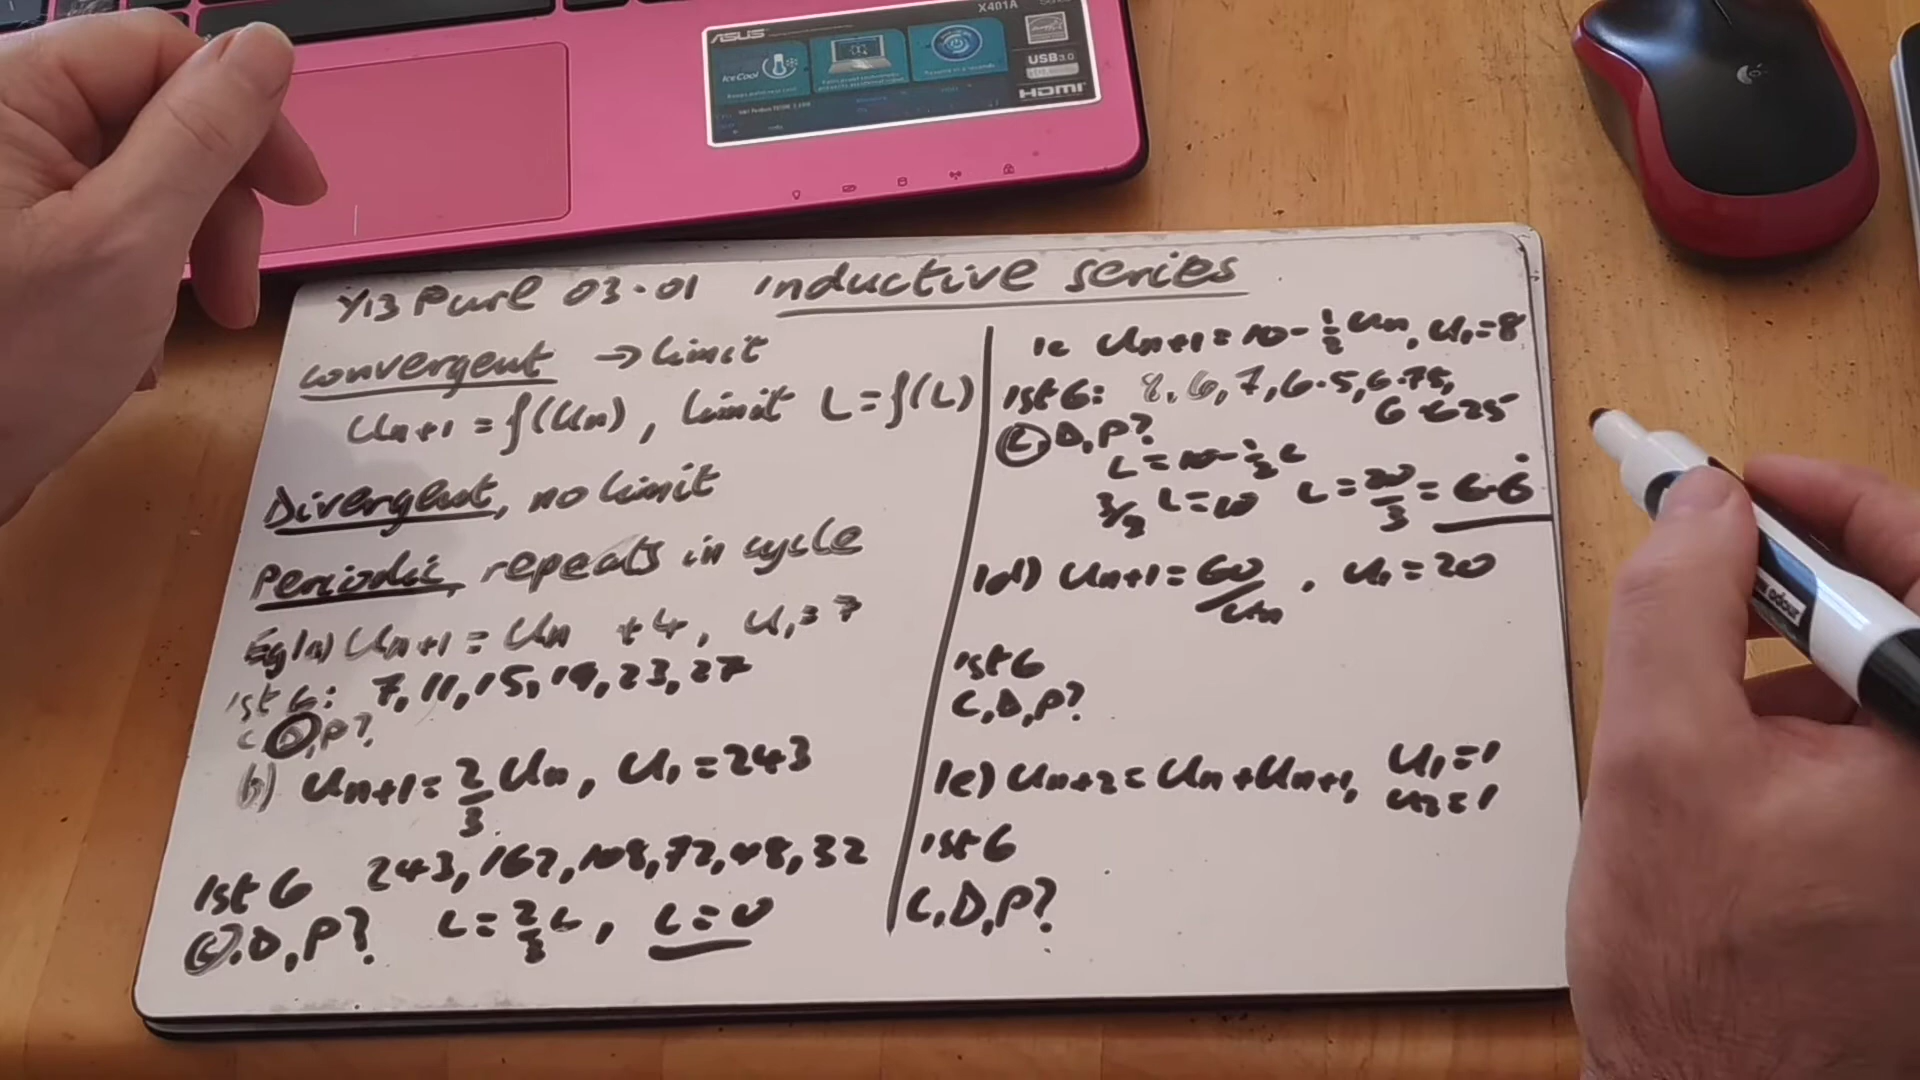 X401A
ASUS
IceCool
USB 3.0
HDMI
Y13 Pure 03.01 inductive series
convergent → limit
Un+1 = f(Un), limit L = f(L)
Divergent, no limit
Periodic, repeats in cycle
Eg 1a) Un+1 = Un + 4, U1 = 7
1st 6: 7, 11, 15, 19, 23, 27
C, D, P?
b) Un+1 = 2/3 Un, U1 = 243
1st 6 243, 162, 108, 72, 48, 32
C, D, P? L = 2/3 L, L = 0
1c Un+1 = 10 - 1/2 Un, U1 = 8
1st 6: 8, 6, 7, 6.5, 6.75,
6.625
C, D, P?
L = 10 - 1/2 L
3/2 L = 10 L = 20/3 = 6.6̇
1d) Un+1 = 60/Un, U1 = 20
1st 6
C, D, P?
1e) Un+2 = Un + Un+1, U1 = 1
U2 = 1
1st 6
C, D, P?
odour